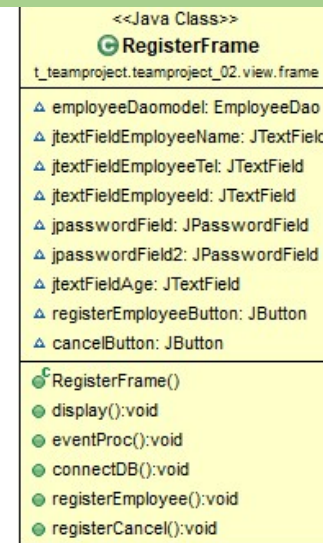 <<Java Class>>
RegisterFrame
t_teamproject.teamproject_02.view.frame
employeeDaomodel: EmployeeDao
jtextFieldEmployeeName: JTextField
jtextFieldEmployeeTel: JTextField
jtextFieldEmployeeId: JTextField
jpasswordField: JPasswordField
jpasswordField2: JPasswordField
jtextFieldAge: JTextField
registerEmployeeButton: JButton
cancelButton: JButton
RegisterFrame()
display():void
eventProc():void
connectDB():void
registerEmployee():void
registerCancel():void